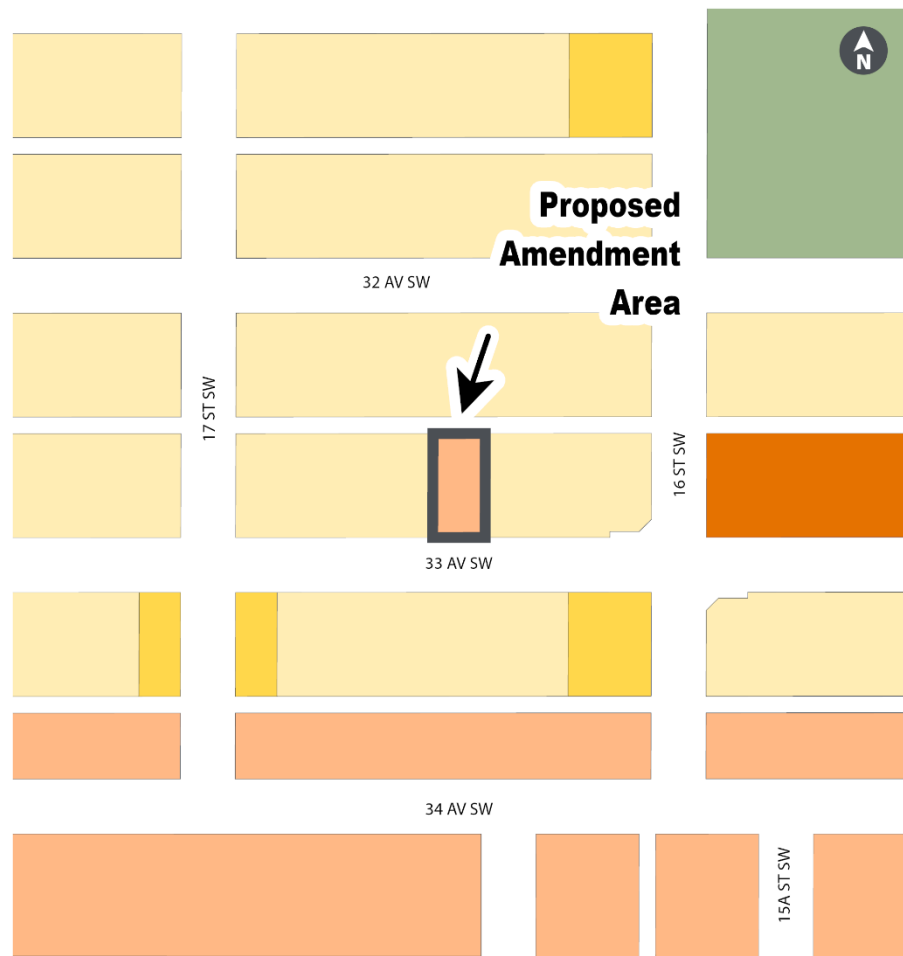 N
Proposed
Amendment
Area
32 AV SW
17 ST SW
16 ST SW
33 AV SW
34 AV SW
15A ST SW